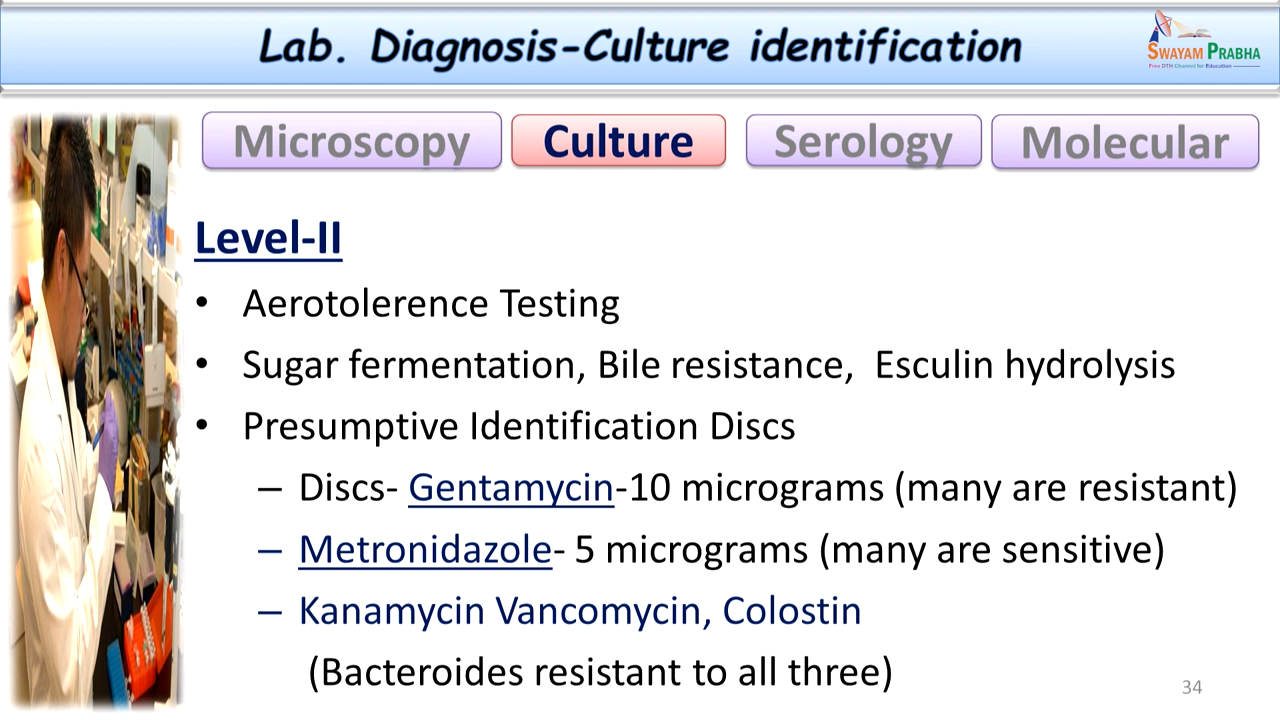 Lab. Diagnosis-Culture identification
SWAYAM PRABHA
Free DTH Channel for Education
Microscopy
Culture
Serology
Molecular
Level-II
• Aerotolerence Testing
• Sugar fermentation, Bile resistance, Esculin hydrolysis
• Presumptive Identification Discs
– Discs- Gentamycin-10 micrograms (many are resistant)
– Metronidazole- 5 micrograms (many are sensitive)
– Kanamycin Vancomycin, Colostin
(Bacteroides resistant to all three)
34